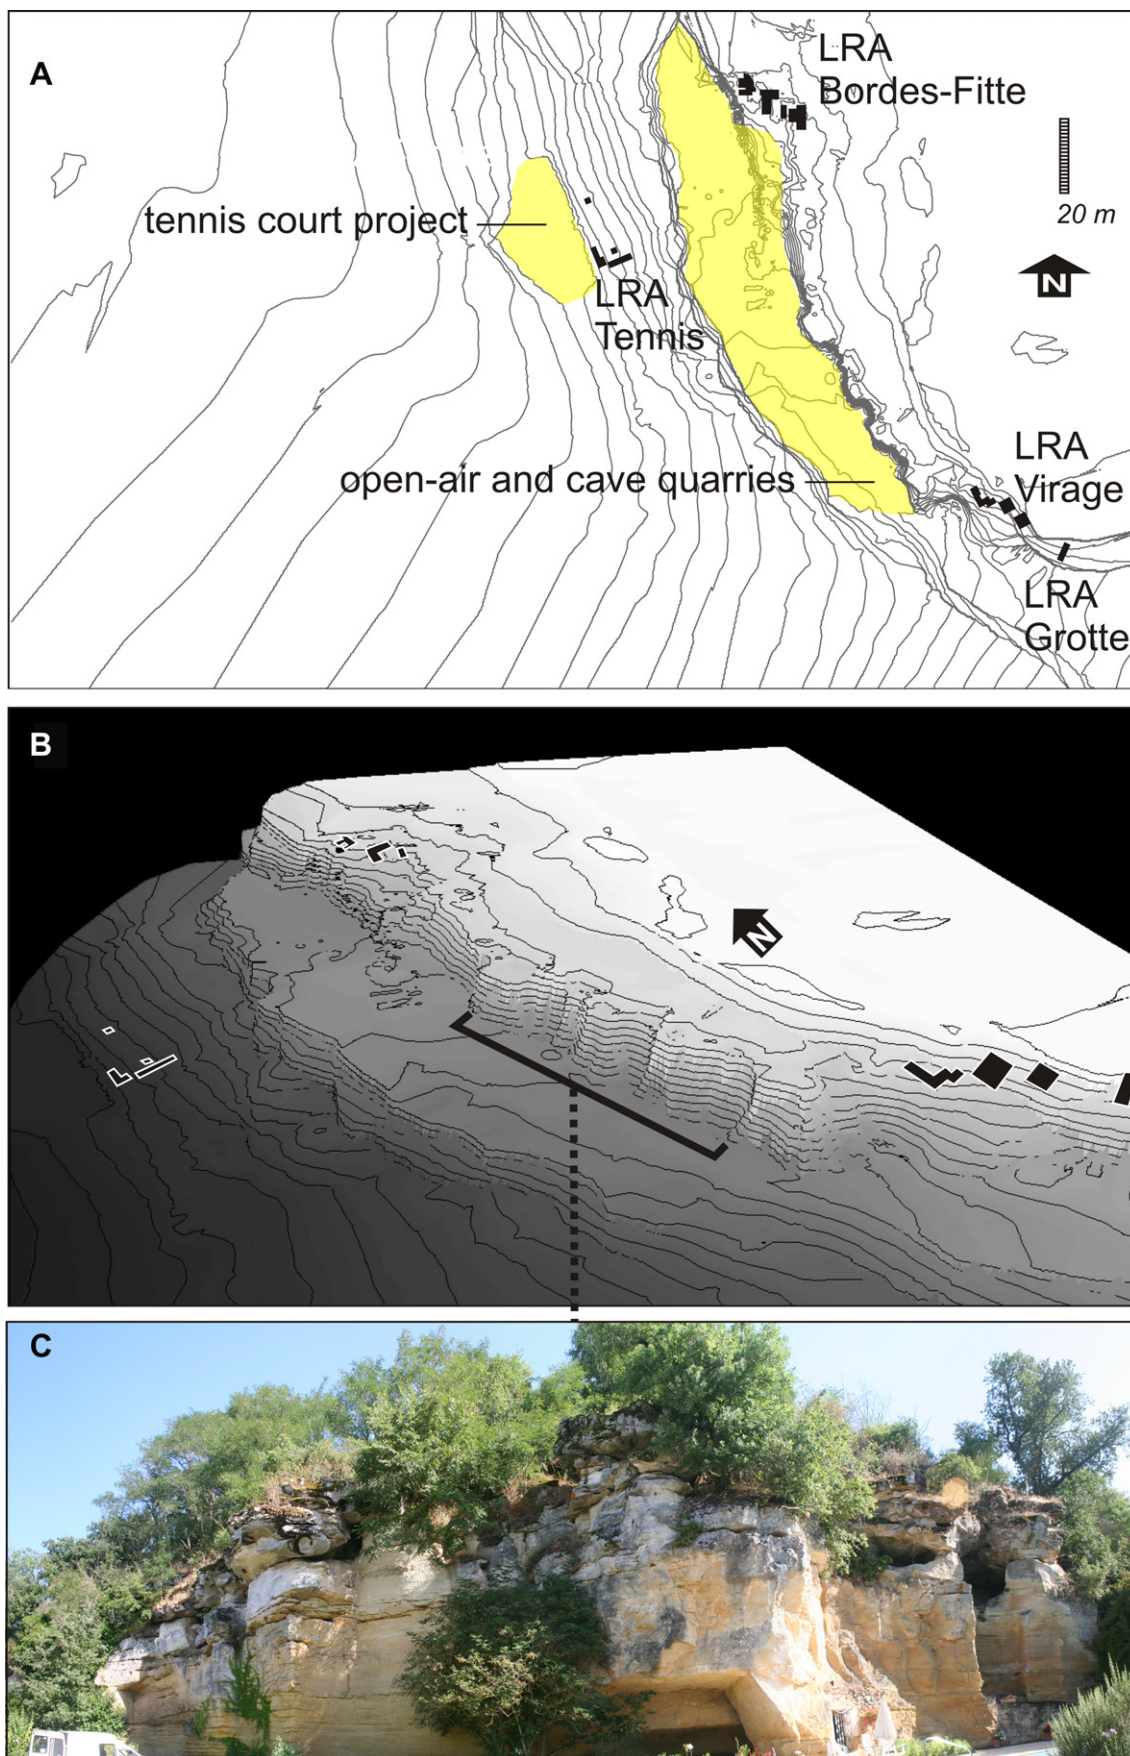 A
LRA
Bordes-Fitte
20 m
N
tennis court project
LRA
Tennis
open-air and cave quarries
LRA
Virage
LRA
Grotte
B
N
C